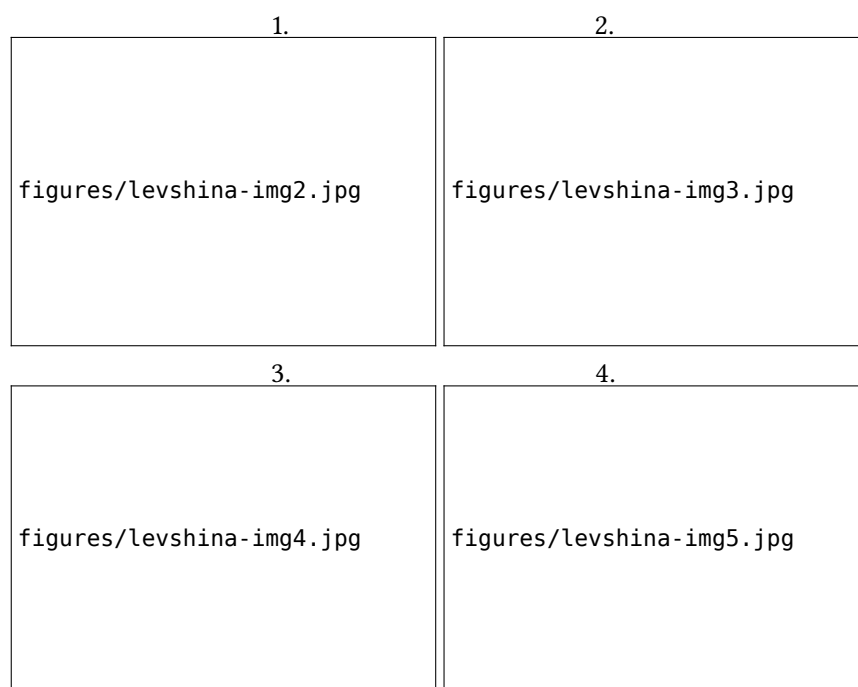 1. 2.
figures/levshina-img2.jpg figures/levshina-img3.jpg
3. 4.
figures/levshina-img4.jpg figures/levshina-img5.jpg